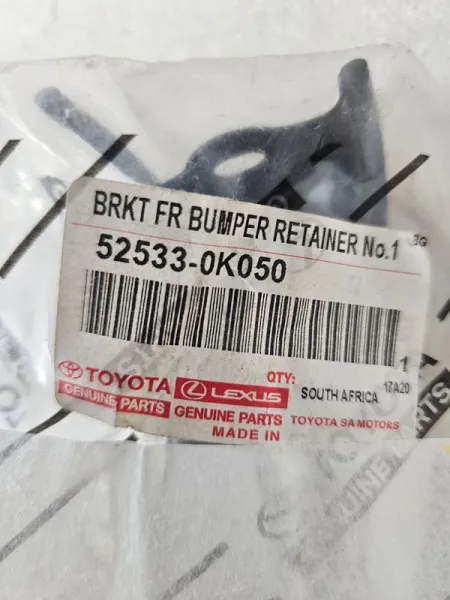 BRKT FR BUMPER RETAINER No.1
52533-0K050
1
TOYOTA LEXUS QTY: SOUTH AFRICA 17A20
GENUINE PARTS GENUINE PARTS TOYOTA SA MOTORS
MADE IN